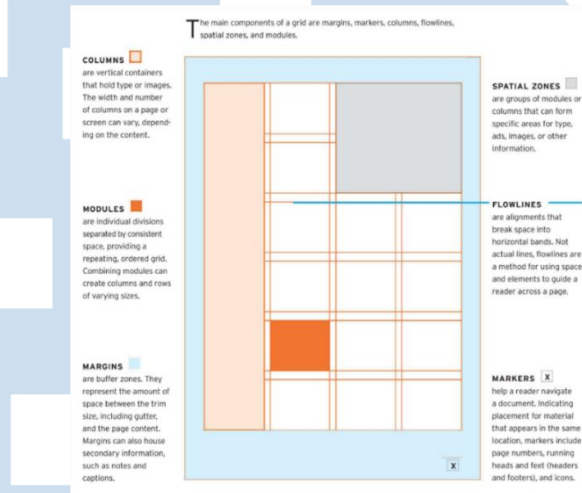 The main components of a grid are margins, markers, columns, flowlines,
spatial zones, and modules.
COLUMNS
are vertical containers
that hold type or images.
The width and number
of columns on a page or
screen can vary, depend-
ing on the content.
MODULES
are individual divisions
separated by consistent
space, providing a
repeating, ordered grid.
Combining modules can
create columns and rows
of varying sizes.
MARGINS
are buffer zones. They
represent the amount of
space between the trim
size, including gutter,
and the page content.
Margins can also house
secondary information,
such as notes and
captions.
X
SPATIAL ZONES
are groups of modules or
columns that can form
specific areas for type,
ads, images, or other
information.
FLOWLINES
are alignments that
break space into
horizontal bands. Not
actual lines, flowlines are
a method for using space
and elements to guide a
reader across a page.
MARKERS X
help a reader navigate
a document. Indicating
placement for material
that appears in the same
location, markers include
page numbers, running
heads and feet (headers
and footers), and icons.